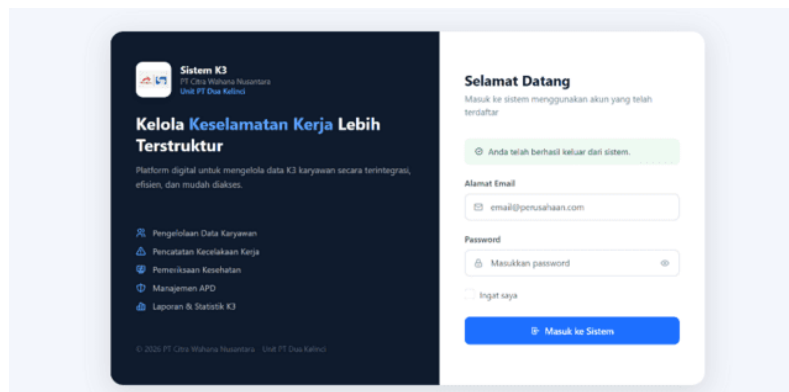 Sistem K3
PT Citra Wahana Nusantara
Unit PT Dua Kelinci
Kelola Keselamatan Kerja Lebih
Terstruktur
Platform digital untuk mengelola data K3 karyawan secara terintegrasi,
efisien, dan mudah diakses.
Pengelolaan Data Karyawan
Pencatatan Kecelakaan Kerja
Pemeriksaan Kesehatan
Manajemen APD
Laporan & Statistik K3
© 2026 PT Citra Wahana Nusantara Unit PT Dua Kelinci
Selamat Datang
Masuk ke sistem menggunakan akun yang telah
terdaftar
Anda telah berhasil keluar dari sistem.
Alamat Email
email@perusahaan.com
Password
Masukkan password
Ingat saya
Masuk ke Sistem